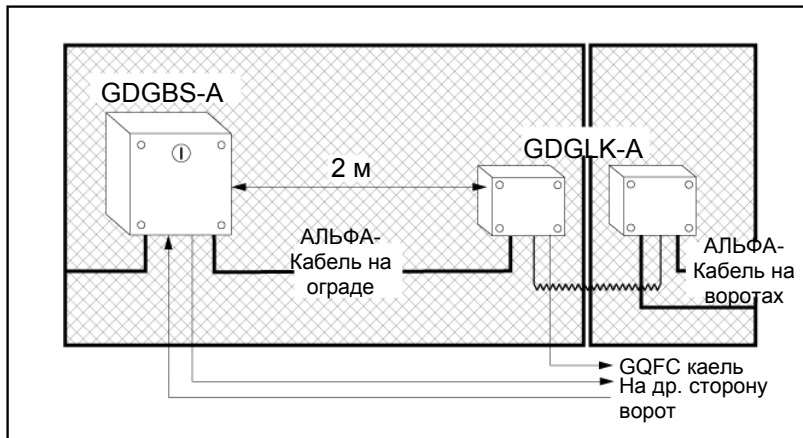 GDGBS-A
GDGLK-A
2 м
АЛЬФА-
Кабель на
ограде
АЛЬФА-
Кабель на
воротах
GQFC каель
На др. сторону
ворот